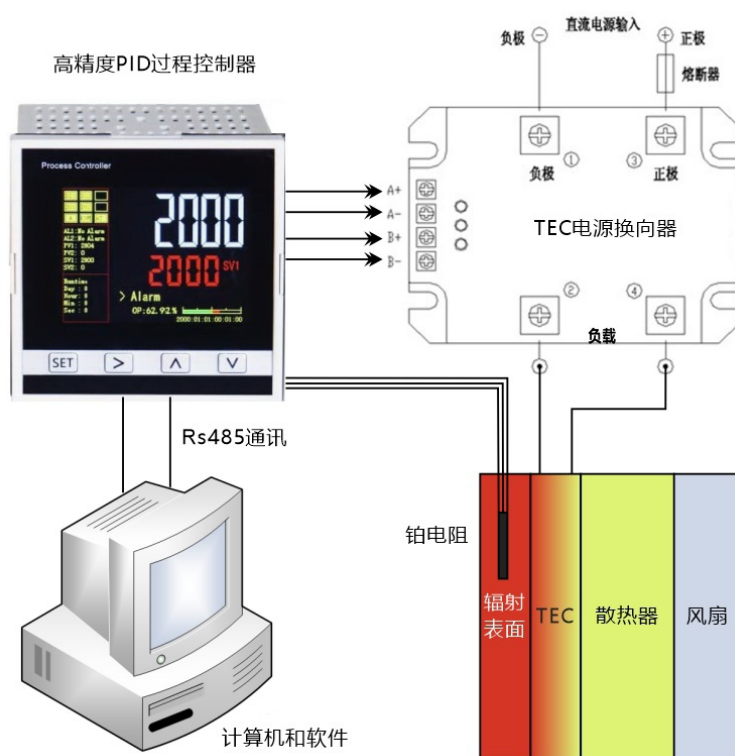 高精度PID过程控制器
Process Controller
AL1:No Alarm
AL2:No Alarm
PV1: 2004
PV2: 0
SV1: 2000
SV2: 0
Runtim:
Day : 0
Hour: 0
Min : 0
Sec : 0
2000
2000 SV1
> Alarm
OP:62.92%
2000:01:01:00:01:00
SET > ∧ ∨
直流电源输入
负极 ⊖
⊕ 正极
熔断器
① ③
负极 正极
A+
A-
B+
B-
TEC电源换向器
② ④
负载
Rs485通讯
铂电阻
辐射
表面
TEC
散热器
风扇
计算机和软件